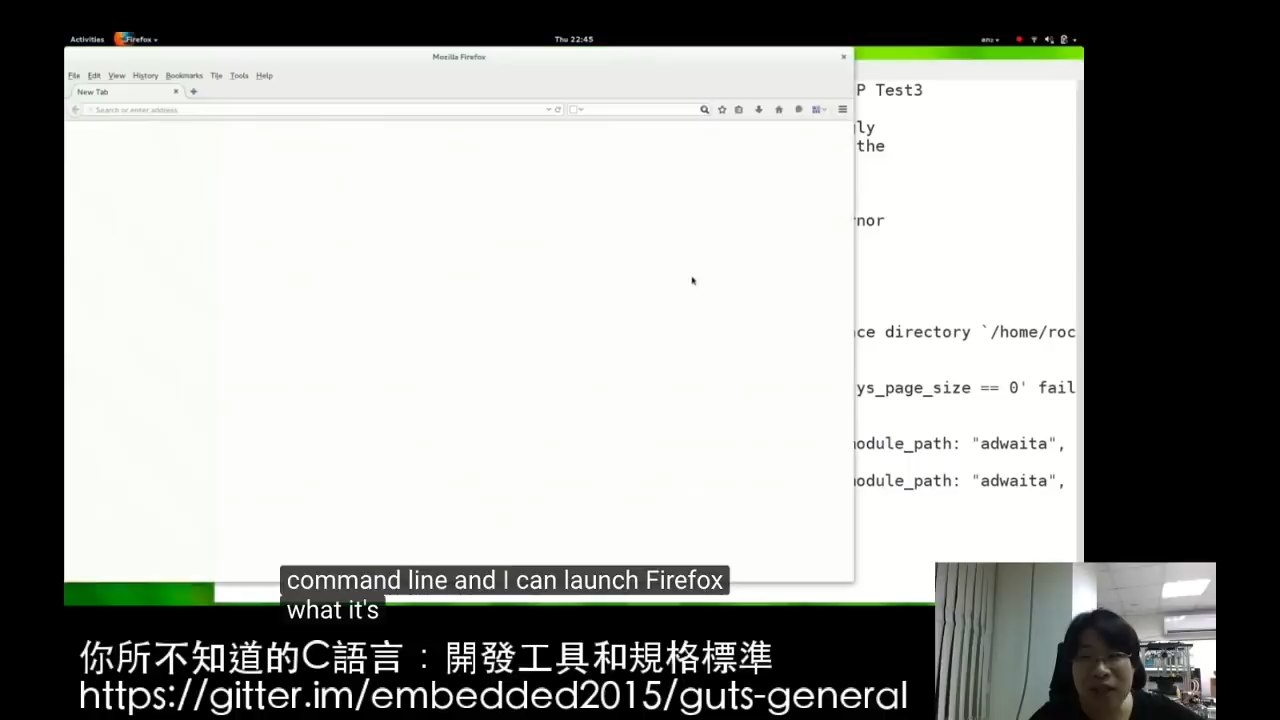 Activities Firefox Thu 22:45 en2
Mozilla Firefox
File Edit View History Bookmarks Tile Tools Help
New Tab
Search or enter address
P Test3
ly
the
rnor
ce directory `/home/roc
ys_page_size == 0' fail
module_path: "adwaita",
module_path: "adwaita",
command line and I can launch Firefox
what it's
你所不知道的C語言：開發工具和規格標準
https://gitter.im/embedded2015/guts-general